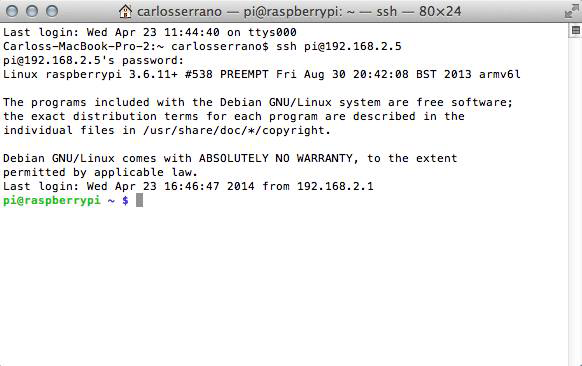 carlosserrano — pi@raspberrypi: ~ — ssh — 80×24
Last login: Wed Apr 23 11:44:40 on ttys000
Carloss-MacBook-Pro-2:~ carlosserrano$ ssh pi@192.168.2.5
pi@192.168.2.5's password:
Linux raspberrypi 3.6.11+ #538 PREEMPT Fri Aug 30 20:42:08 BST 2013 armv6l
The programs included with the Debian GNU/Linux system are free software;
the exact distribution terms for each program are described in the
individual files in /usr/share/doc/*/copyright.
Debian GNU/Linux comes with ABSOLUTELY NO WARRANTY, to the extent
permitted by applicable law.
Last login: Wed Apr 23 16:46:47 2014 from 192.168.2.1
pi@raspberrypi ~ $